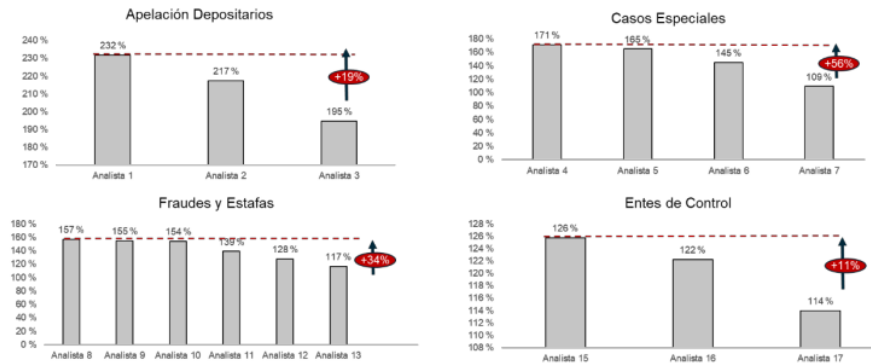 Apelación Depositarios
240 %
230 %
220 %
210 %
200 %
190 %
180 %
170 %
232 %
217 %
195 %
+19%
Analista 1
Analista 2
Analista 3
Casos Especiales
180 %
160 %
140 %
120 %
100 %
80 %
60 %
40 %
20 %
0 %
171 %
165 %
145 %
109 %
+56%
Analista 4
Analista 5
Analista 6
Analista 7
Fraudes y Estafas
180 %
160 %
140 %
120 %
100 %
80 %
60 %
40 %
20 %
0 %
157 %
155 %
154 %
139 %
128 %
117 %
+34%
Analista 8
Analista 9
Analista 10
Analista 11
Analista 12
Analista 13
Entes de Control
128 %
126 %
124 %
122 %
120 %
118 %
116 %
114 %
112 %
110 %
108 %
126 %
122 %
114 %
+11%
Analista 15
Analista 16
Analista 17